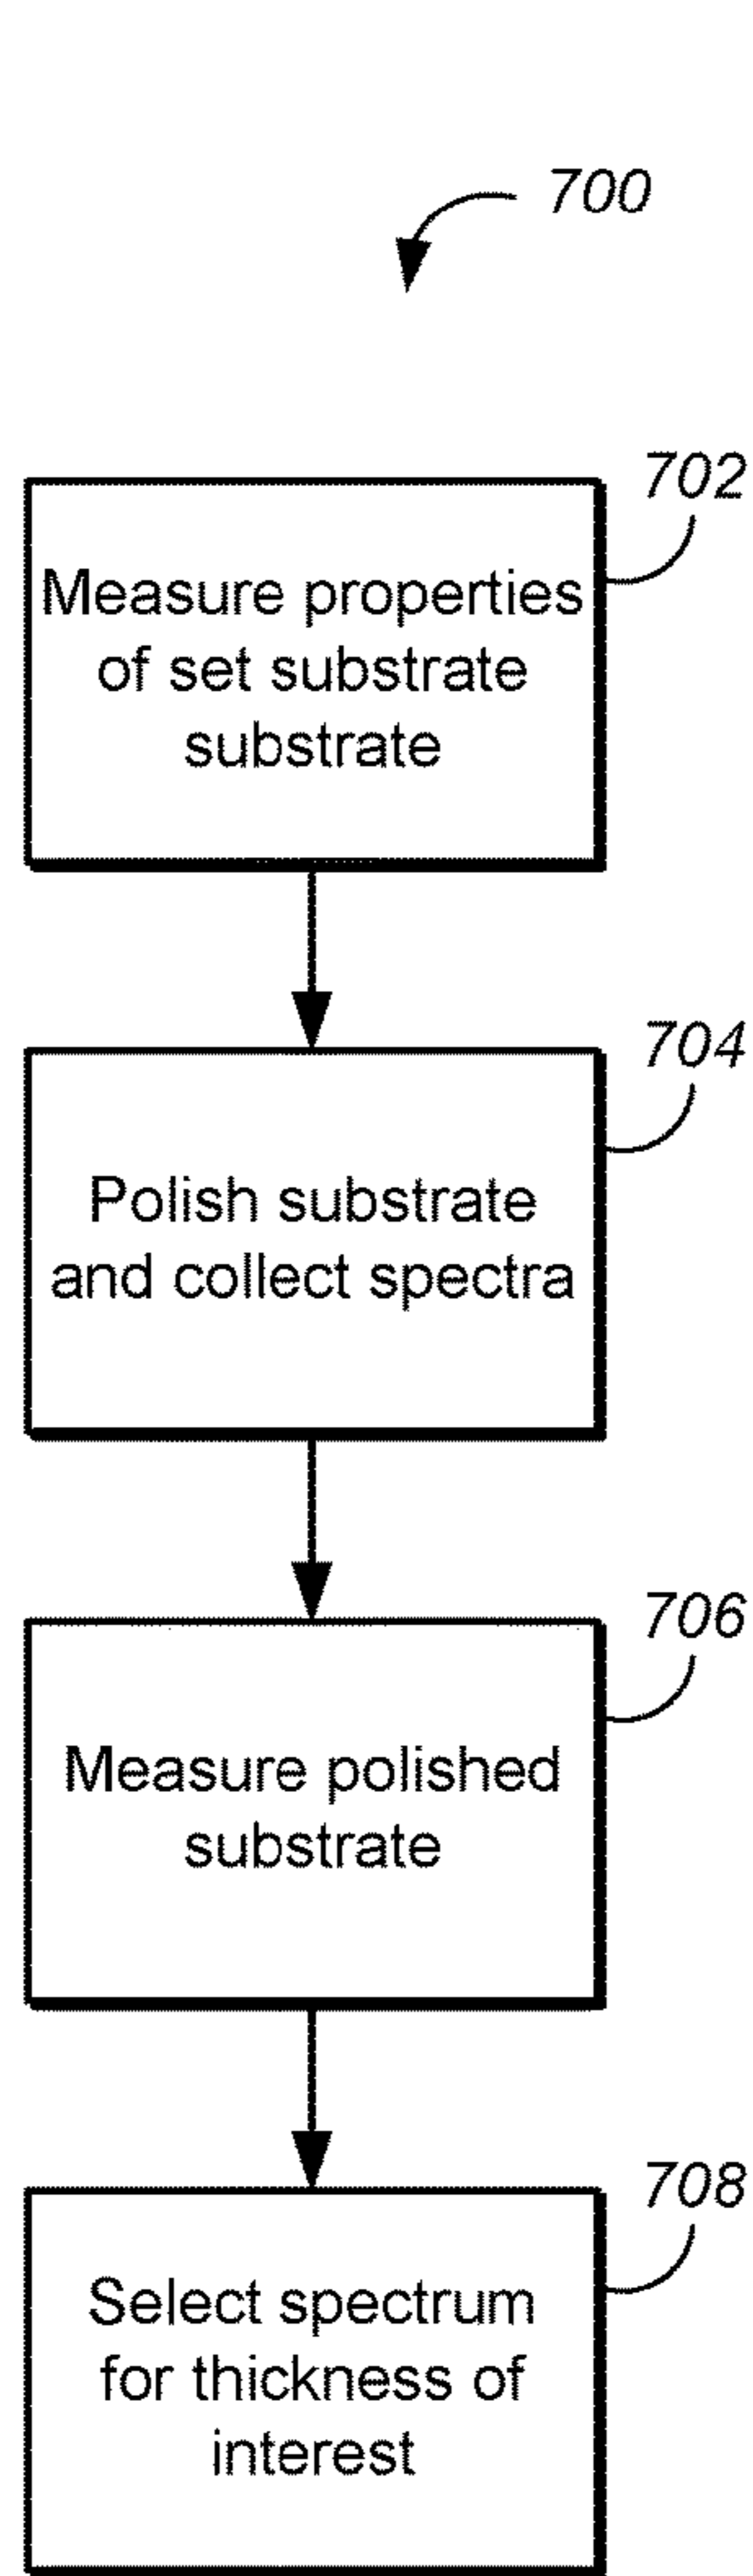 700
702
Measure properties
of set substrate
substrate
704
Polish substrate
and collect spectra
706
Measure polished
substrate
708
Select spectrum
for thickness of
interest